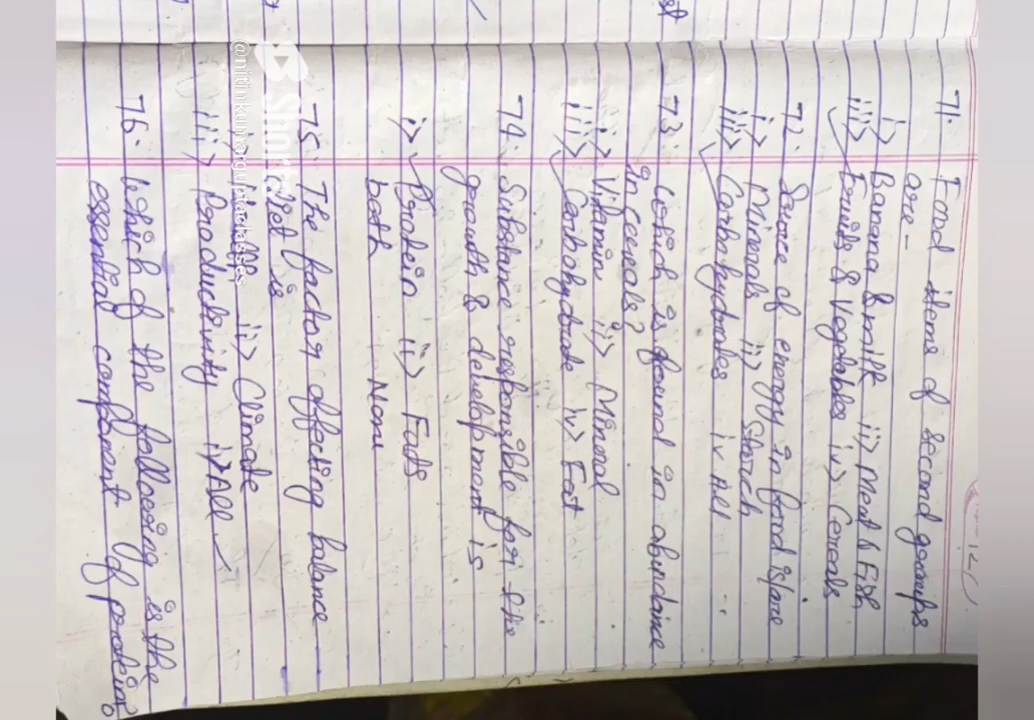 71. Food items of second groups
are -
i> Banana & milk ii> Meat & Fish
iii> Fruits & Vegetables iv> Cereals
72. Source of energy in food is/are
i> Minerals ii> Starch
iii> Carbohydrates iv All
73. which is found in abundance
in cereals?
i> Vitamin ii> Mineral
iii> Carbohydrate iv> Fat
74. Substance responsible for the
growth & development is
i> Protein ii> Fuds
both None
75. The factor affecting balance
diet is
ii> Climate
iii> Productivity iv> All
76. Which of the following is the
essential component of protein?
Shorts
@nitinkumarguptaclasses